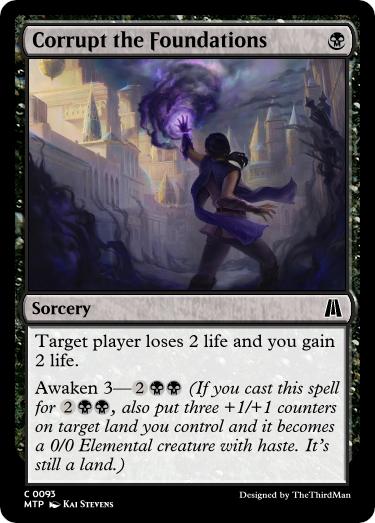 Corrupt the Foundations
Sorcery
Target player loses 2 life and you gain
2 life.
Awaken 3—2 (If you cast this spell
for 2, also put three +1/+1 counters
on target land you control and it becomes
a 0/0 Elemental creature with haste. It's
still a land.)
C 0093
MTP Kai Stevens
Designed by TheThirdMan